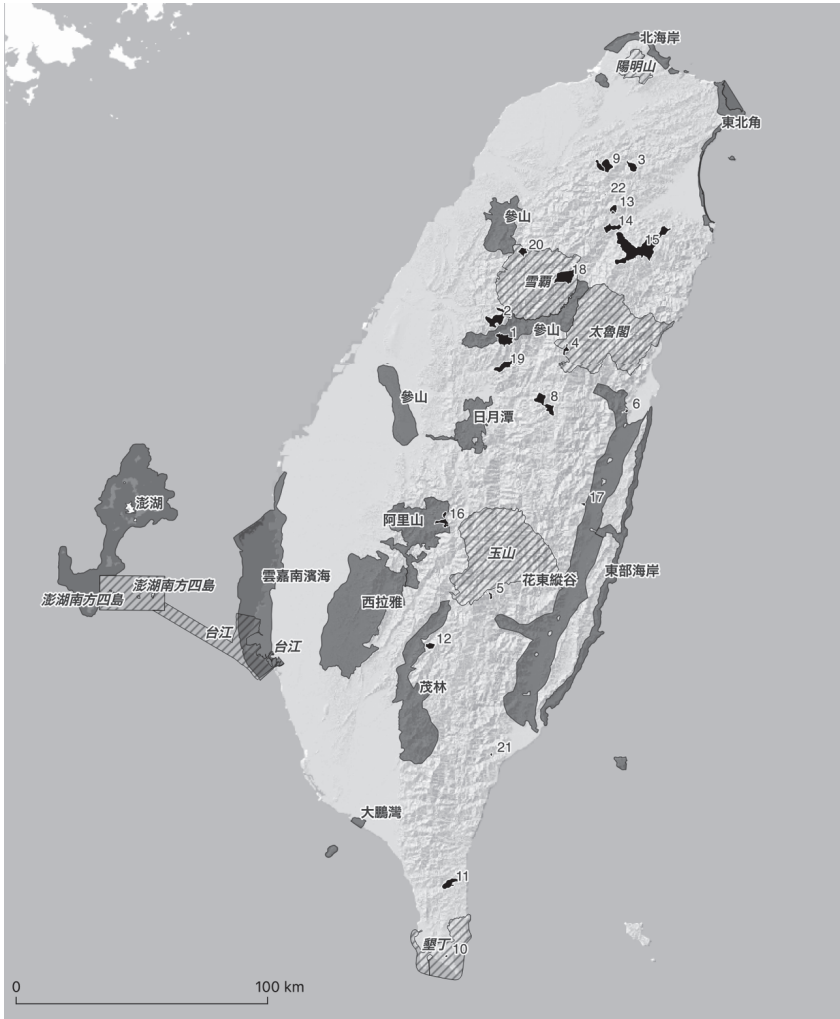 北海岸
陽明山
東北角
9
3
22
13
14
15
參山
20
18
雪霸
2
參山
太魯閣
1
4
19
參山
8
6
日月潭
澎湖
17
阿里山
16
玉山
雲嘉南濱海
花東縱谷
東部海岸
澎湖南方四島
澎湖南方四島
西拉雅
5
台江
台江
12
茂林
21
大鵬灣
11
墾丁
10
0
100 km